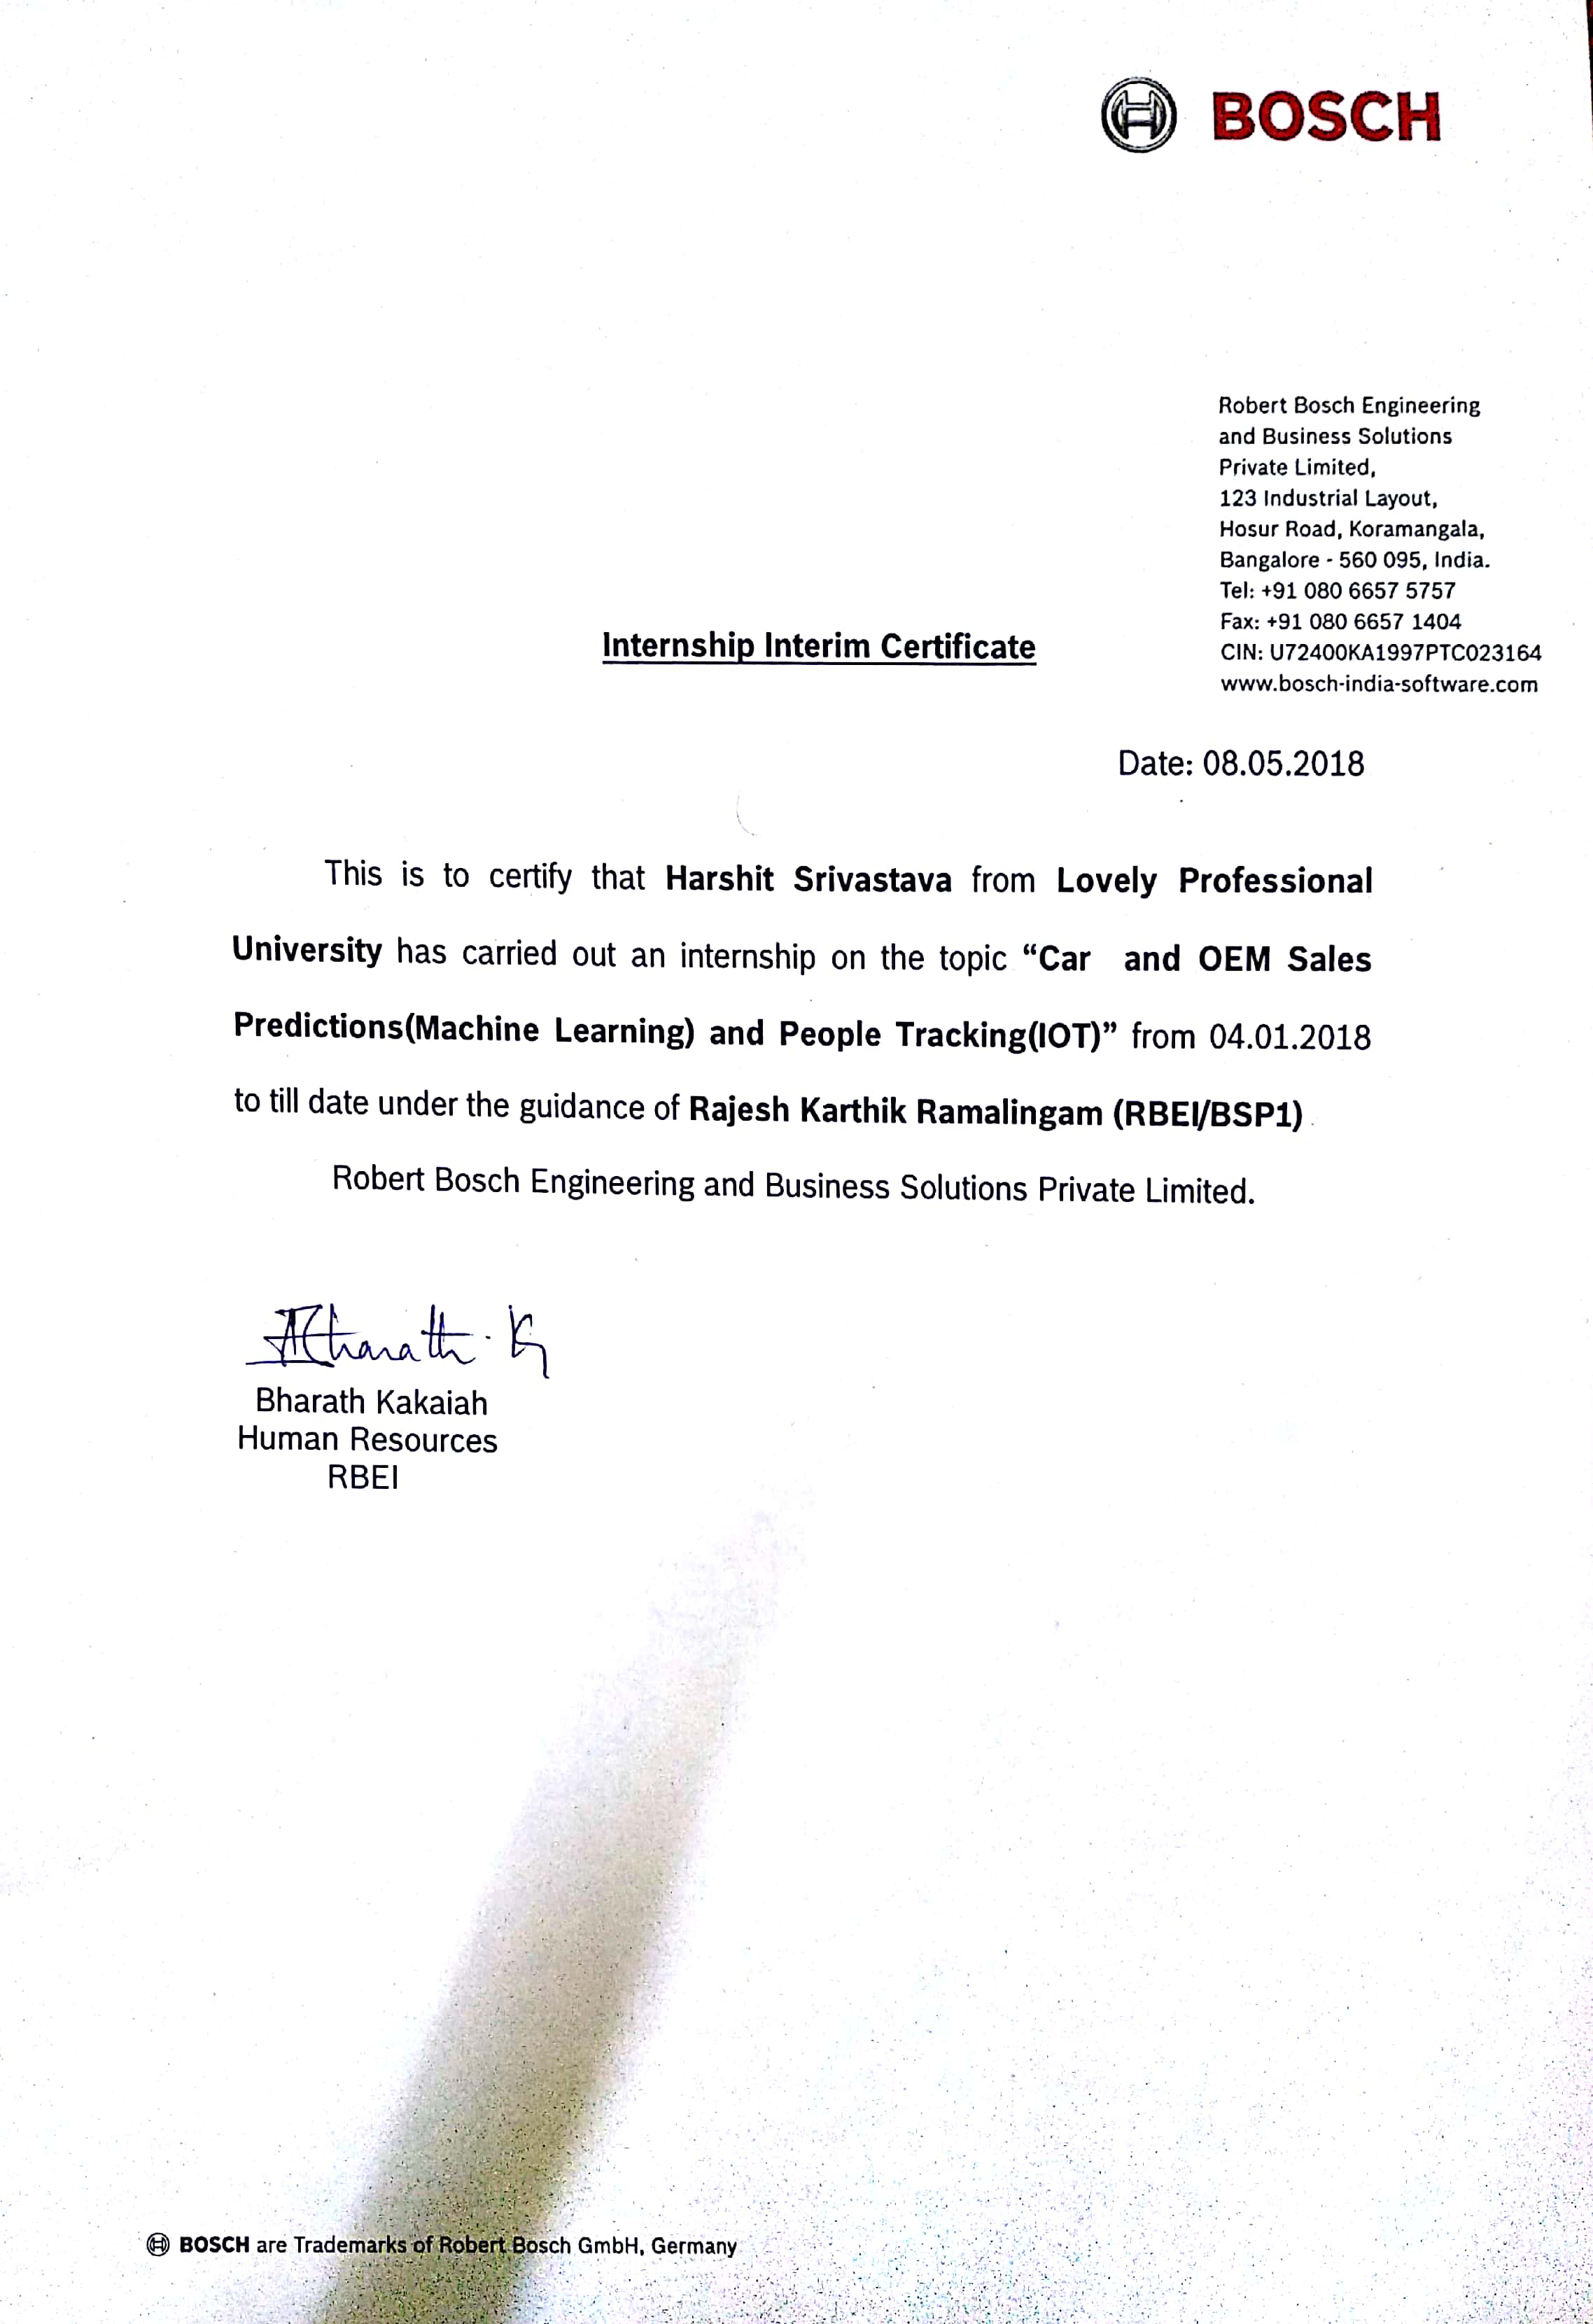 BOSCH
Robert Bosch Engineering
and Business Solutions
Private Limited,
123 Industrial Layout,
Hosur Road, Koramangala,
Bangalore - 560 095, India.
Tel: +91 080 6657 5757
Fax: +91 080 6657 1404
CIN: U72400KA1997PTC023164
www.bosch-india-software.com
Internship Interim Certificate
Date: 08.05.2018
This is to certify that Harshit Srivastava from Lovely Professional
University has carried out an internship on the topic “Car and OEM Sales
Predictions(Machine Learning) and People Tracking(IOT)” from 04.01.2018
to till date under the guidance of Rajesh Karthik Ramalingam (RBEI/BSP1)
Robert Bosch Engineering and Business Solutions Private Limited.
Bharath K
Bharath Kakaiah
Human Resources
RBEI
BOSCH are Trademarks of Robert Bosch GmbH, Germany